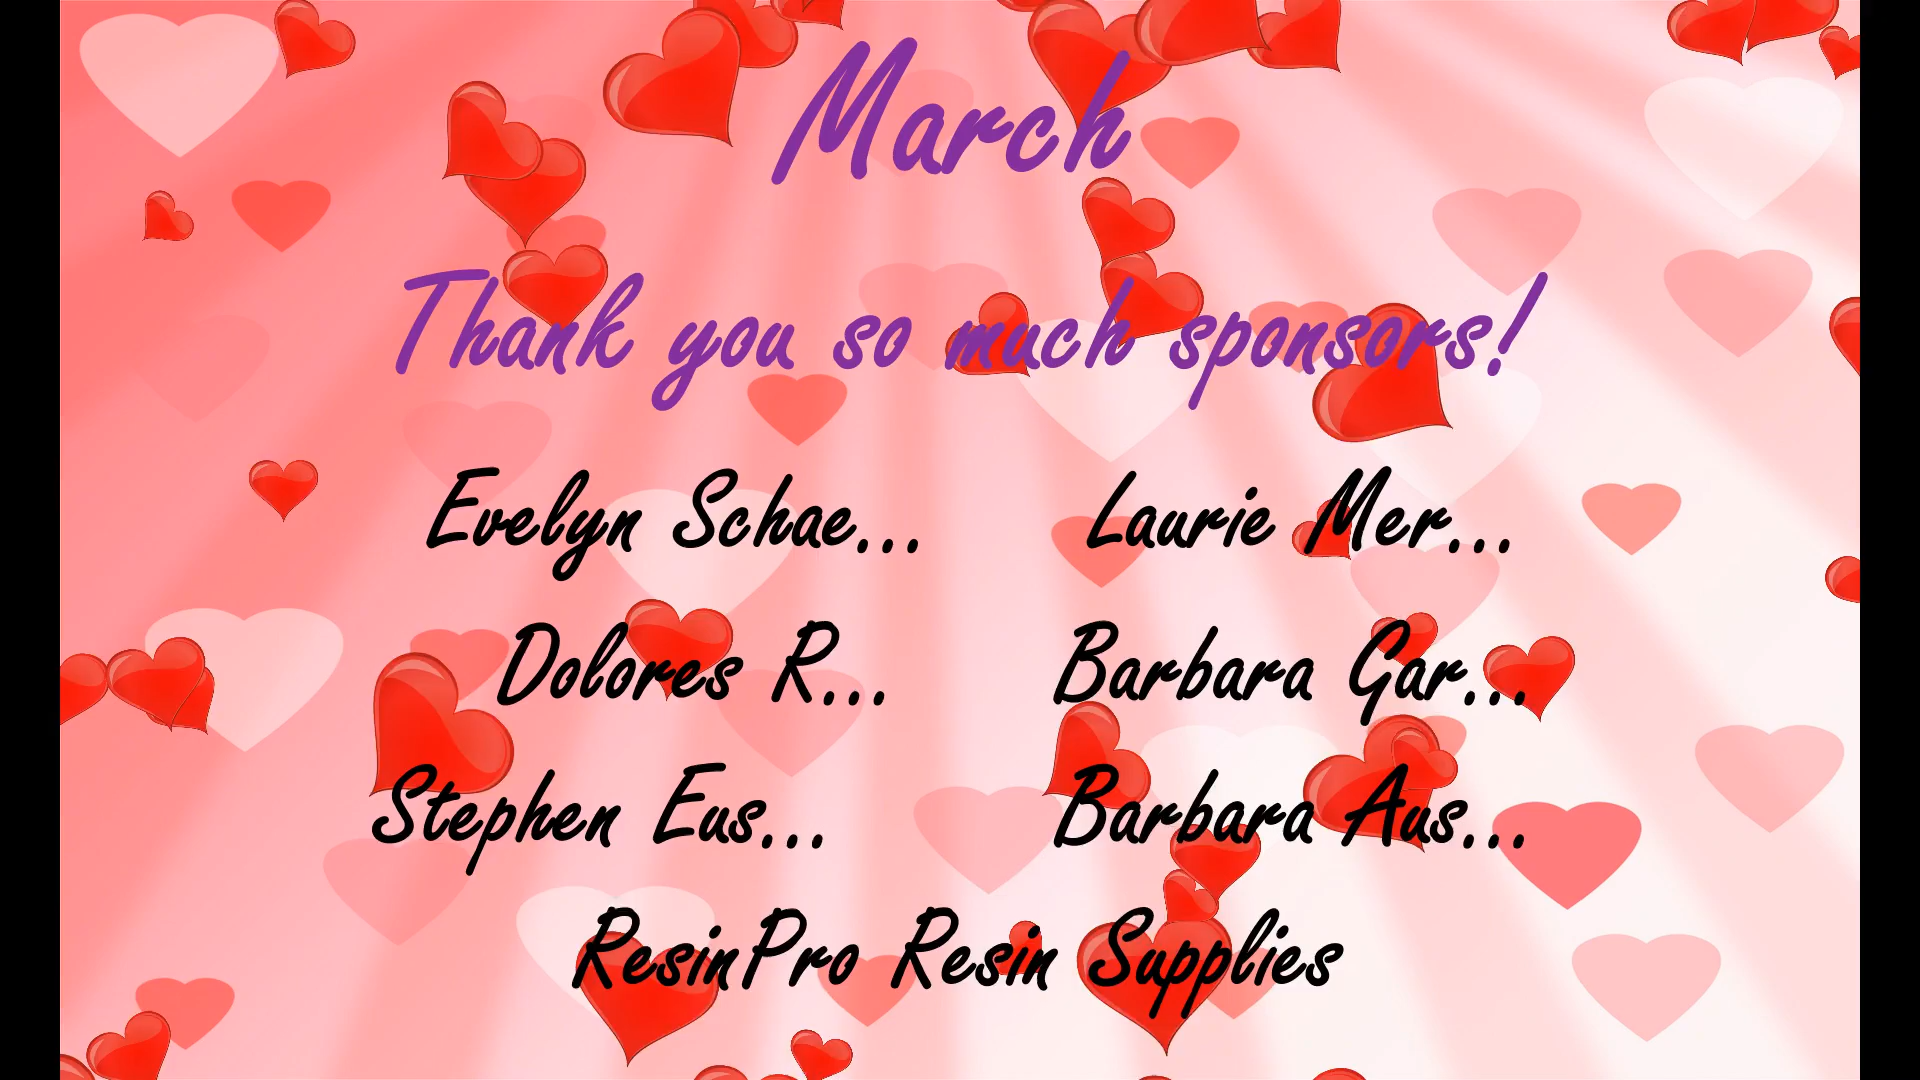 March
Thank you so much sponsors!
Evelyn Schae... Laurie Mer...
Dolores R... Barbara Gar...
Stephen Eus... Barbara Aus...
ResinPro Resin Supplies